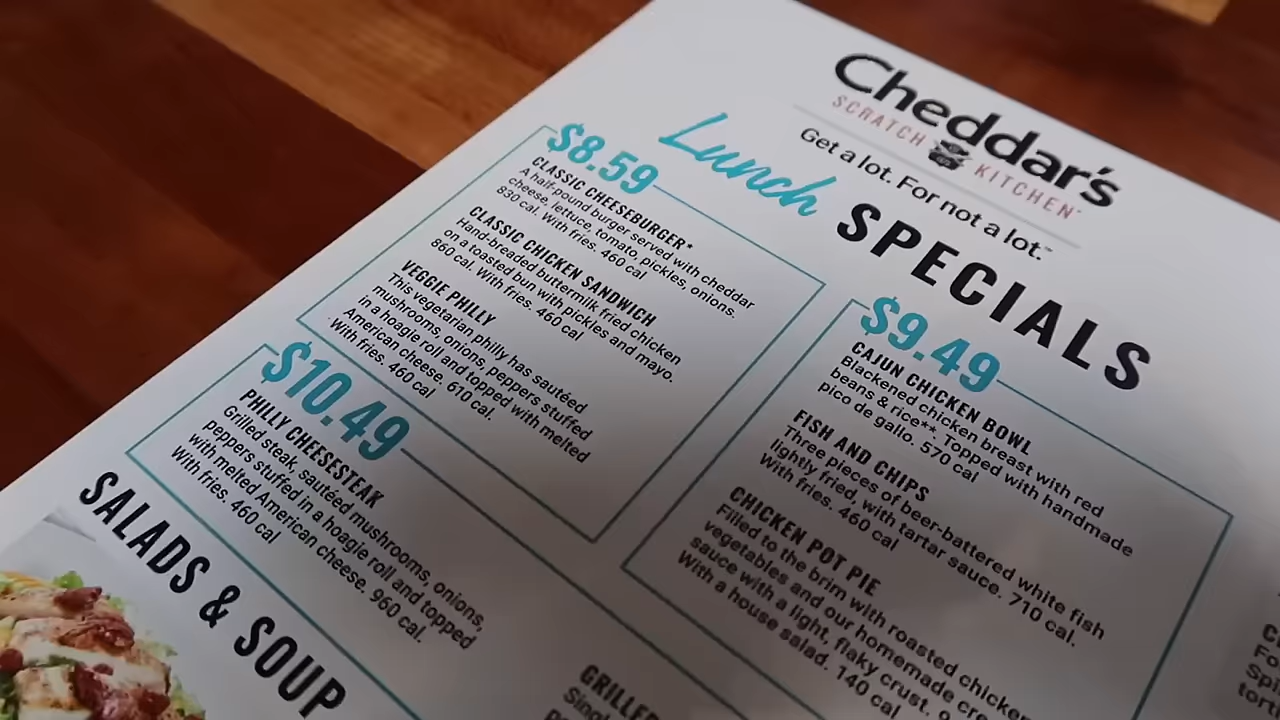 Cheddar's
SCRATCH KITCHEN
Get a lot. For not a lot.℠
Lunch SPECIALS
$8.59
CLASSIC CHEESEBURGER*
A half-pound burger served with cheddar
cheese, lettuce, tomato, pickles, onions.
830 cal. With fries. 460 cal
CLASSIC CHICKEN SANDWICH
Hand-breaded buttermilk fried chicken
on a toasted bun with pickles and mayo.
860 cal. With fries. 460 cal
VEGGIE PHILLY
This vegetarian philly has sautéed
mushrooms, onions, peppers stuffed
in a hoagie roll and topped with melted
American cheese. 610 cal.
With fries. 460 cal
$10.49
PHILLY CHEESESTEAK
Grilled steak, sautéed mushrooms, onions,
peppers stuffed in a hoagie roll and topped
with melted American cheese. 960 cal.
With fries. 460 cal
$9.49
CAJUN CHICKEN BOWL
Blackened chicken breast with red
beans & rice** Topped with handmade
pico de gallo. 570 cal
FISH AND CHIPS
Three pieces of beer-battered white fish
lightly fried, with tartar sauce. 710 cal.
With fries. 460 cal
CHICKEN POT PIE
Filled to the brim with roasted chicken
vegetables and our homemade
sauce with a light, flaky crust.
With a house salad. 140 cal
SALADS & SOUP
GRILLED